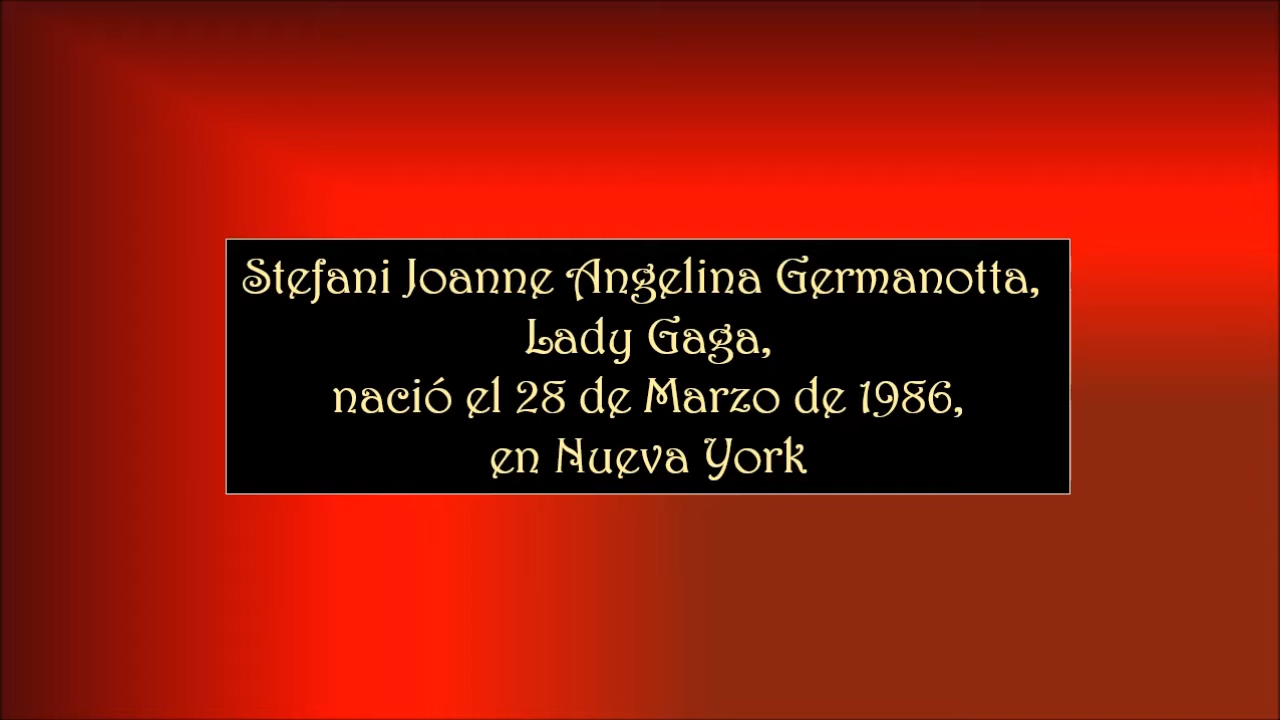 Stefani Joanne Angelina Germanotta,
Lady Gaga,
nació el 28 de Marzo de 1986,
en Nueva York